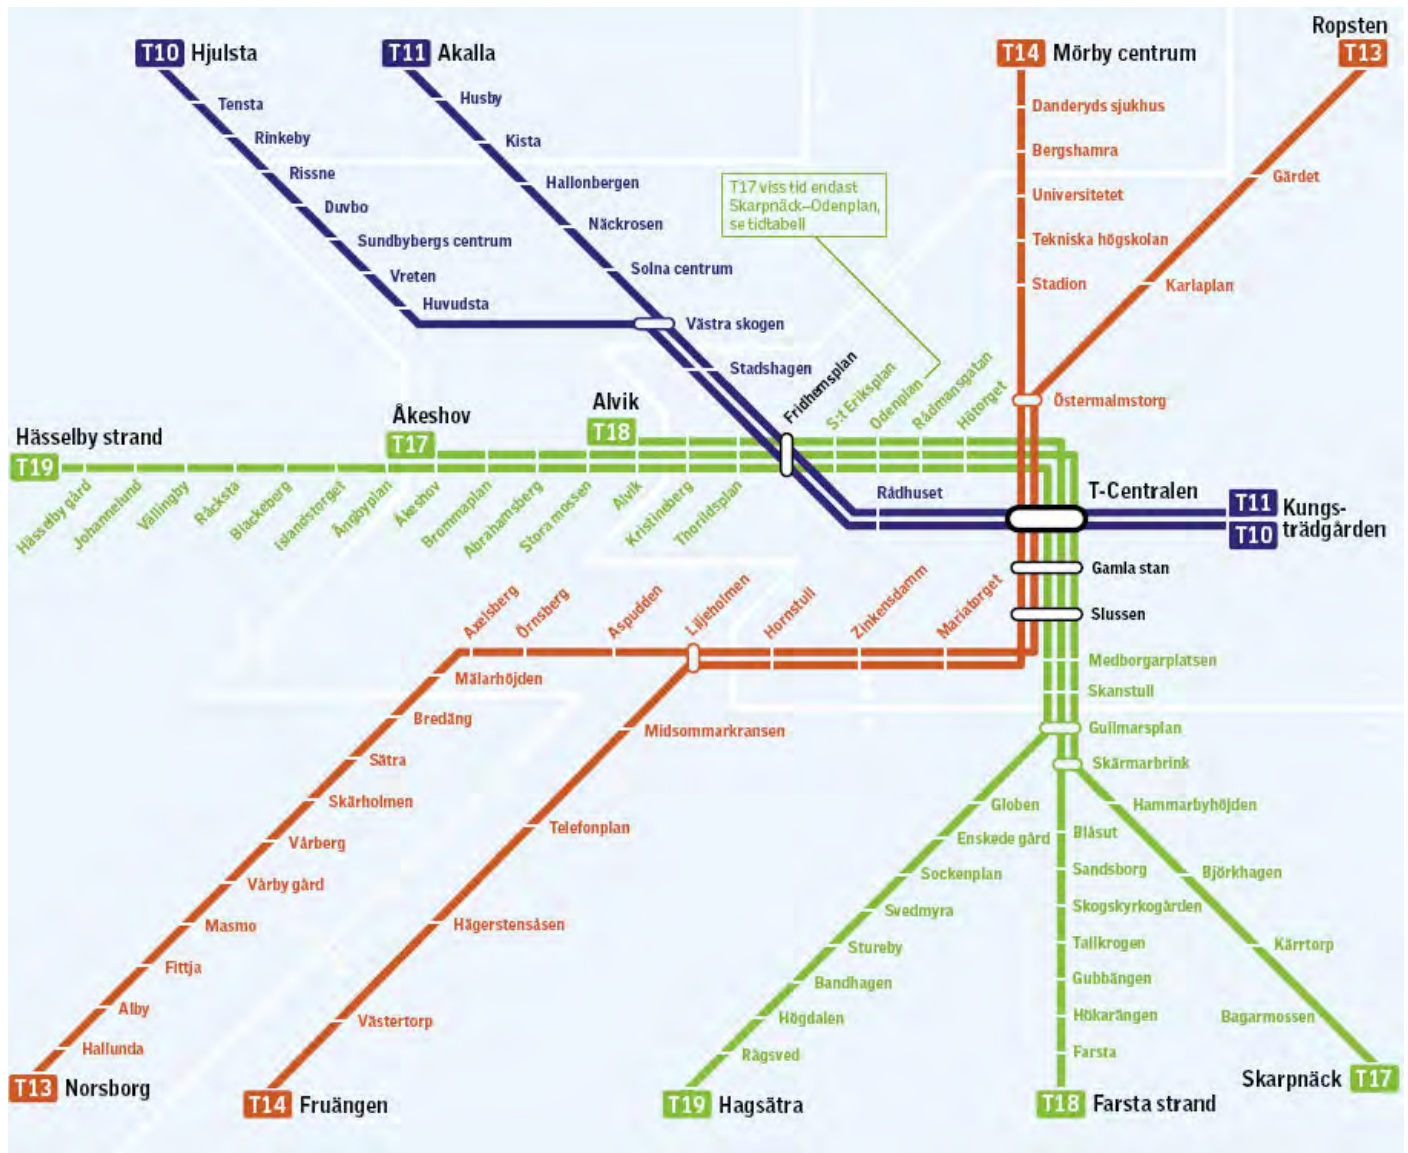 T10 Hjulsta
Tensta
Rinkeby
Rissne
Duvbo
Sundbybergs centrum
Vreten
Huvudsta
T11 Akalla
Husby
Kista
Hallonbergen
Näckrosen
Solna centrum
Västra skogen
Stadshagen
Fridhemsplan
Rådhuset
T17 viss tid endast
Skarpnäck–Odenplan,
se tidtabell
T14 Mörby centrum
Danderyds sjukhus
Bergshamra
Universitetet
Tekniska högskolan
Stadion
Ropsten
T13
Gärdet
Karlaplan
Östermalmstorg
Hässelby strand
T19
Åkeshov
T17
Alvik
T18
S:t Eriksplan
Odenplan
Rådmansgatan
Hötorget
Hässelby gård
Johannelund
Vällingby
Råcksta
Blackeberg
Islandstorget
Ängbyplan
Åkeshov
Brommaplan
Abrahamsberg
Stora mossen
Alvik
Kristineberg
Thorildsplan
T-Centralen
T11
T10
Kungs-
trädgården
Gamla stan
Slussen
Axelsberg
Örnsberg
Aspudden
Liljeholmen
Hornstull
Zinkensdamm
Mariatorget
Mälarhöjden
Bredäng
Sätra
Skärholmen
Vårberg
Vårby gård
Masmo
Fittja
Alby
Hallunda
T13 Norsborg
Midsommarkransen
Telefonplan
Hägerstensåsen
Västertorp
T14 Fruängen
Medborgarplatsen
Skanstull
Gullmarsplan
Skärmarbrink
Globen
Enskede gård
Sockenplan
Svedmyra
Stureby
Bandhagen
Högdalen
Rågsved
T19 Hagsätra
Blåsut
Sandsborg
Skogskyrkogården
Tallkrogen
Gubbängen
Hökarängen
Farsta
T18 Farsta strand
Hammarbyhöjden
Björkhagen
Kärrtorp
Bagarmossen
Skarpnäck T17